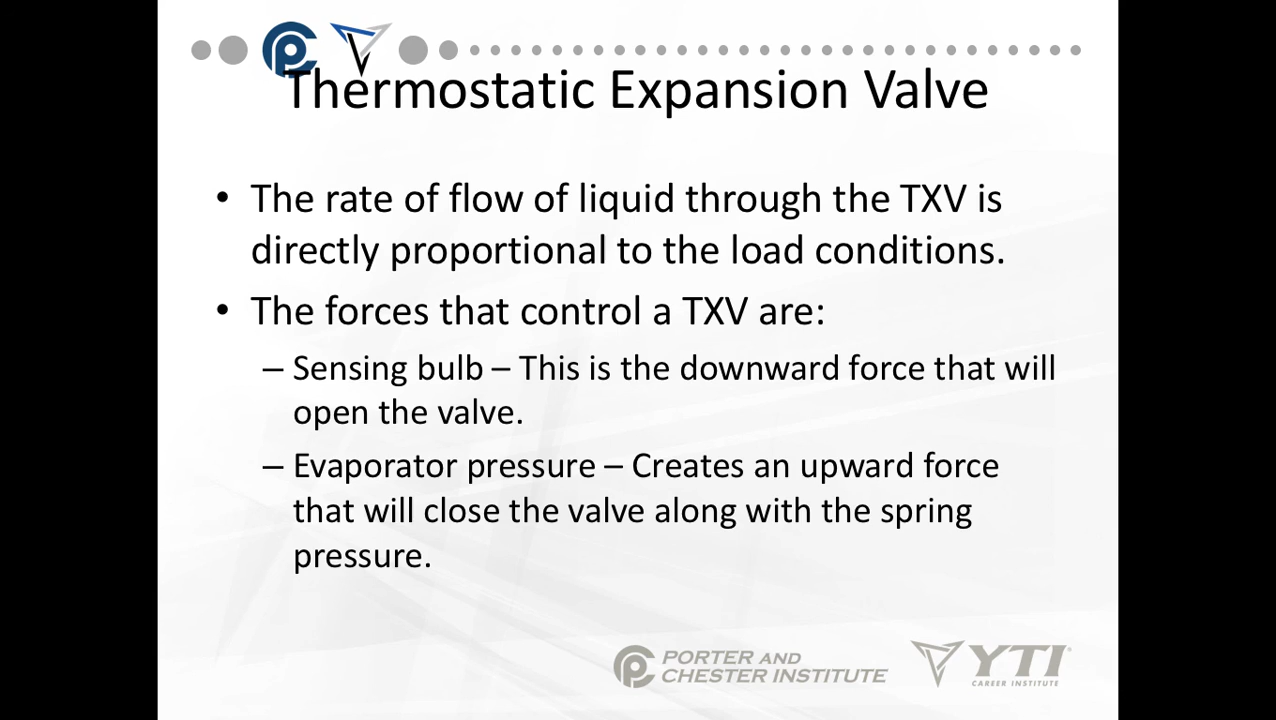 Thermostatic Expansion Valve
• The rate of flow of liquid through the TXV is
directly proportional to the load conditions.
• The forces that control a TXV are:
– Sensing bulb – This is the downward force that will
open the valve.
– Evaporator pressure – Creates an upward force
that will close the valve along with the spring
pressure.
PORTER AND
CHESTER INSTITUTE
YTI
CAREER INSTITUTE